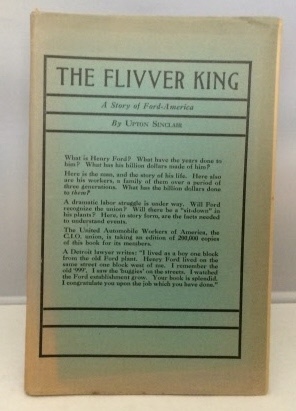 THE FLIVVER KING
A Story of Ford-America
By UPTON SINCLAIR
What is Henry Ford? What have the years done to
him? What has his billion dollars made of him?
Here is the man, and the story of his life. Here also
are his workers, a family of them over a period of
three generations. What has the billion dollars done
to them?
A dramatic labor struggle is under way. Will Ford
recognize the union? Will there be a "sitdown" in
his plants? Here, in story form, are the facts needed
to understand events.
The United Automobile Workers of America, the
C.I.O. union, is taking an edition of 200,000 copies
of this book for its members.
A Detroit lawyer writes: "I lived as a boy one block
from the old Ford plant. Henry Ford lived on the
same street one block west of me. I remember the
old '999'. I saw the 'buggies' on the streets. I watched
the Ford establishment grow. Your book is splendid.
I congratulate you upon the job which you have done."